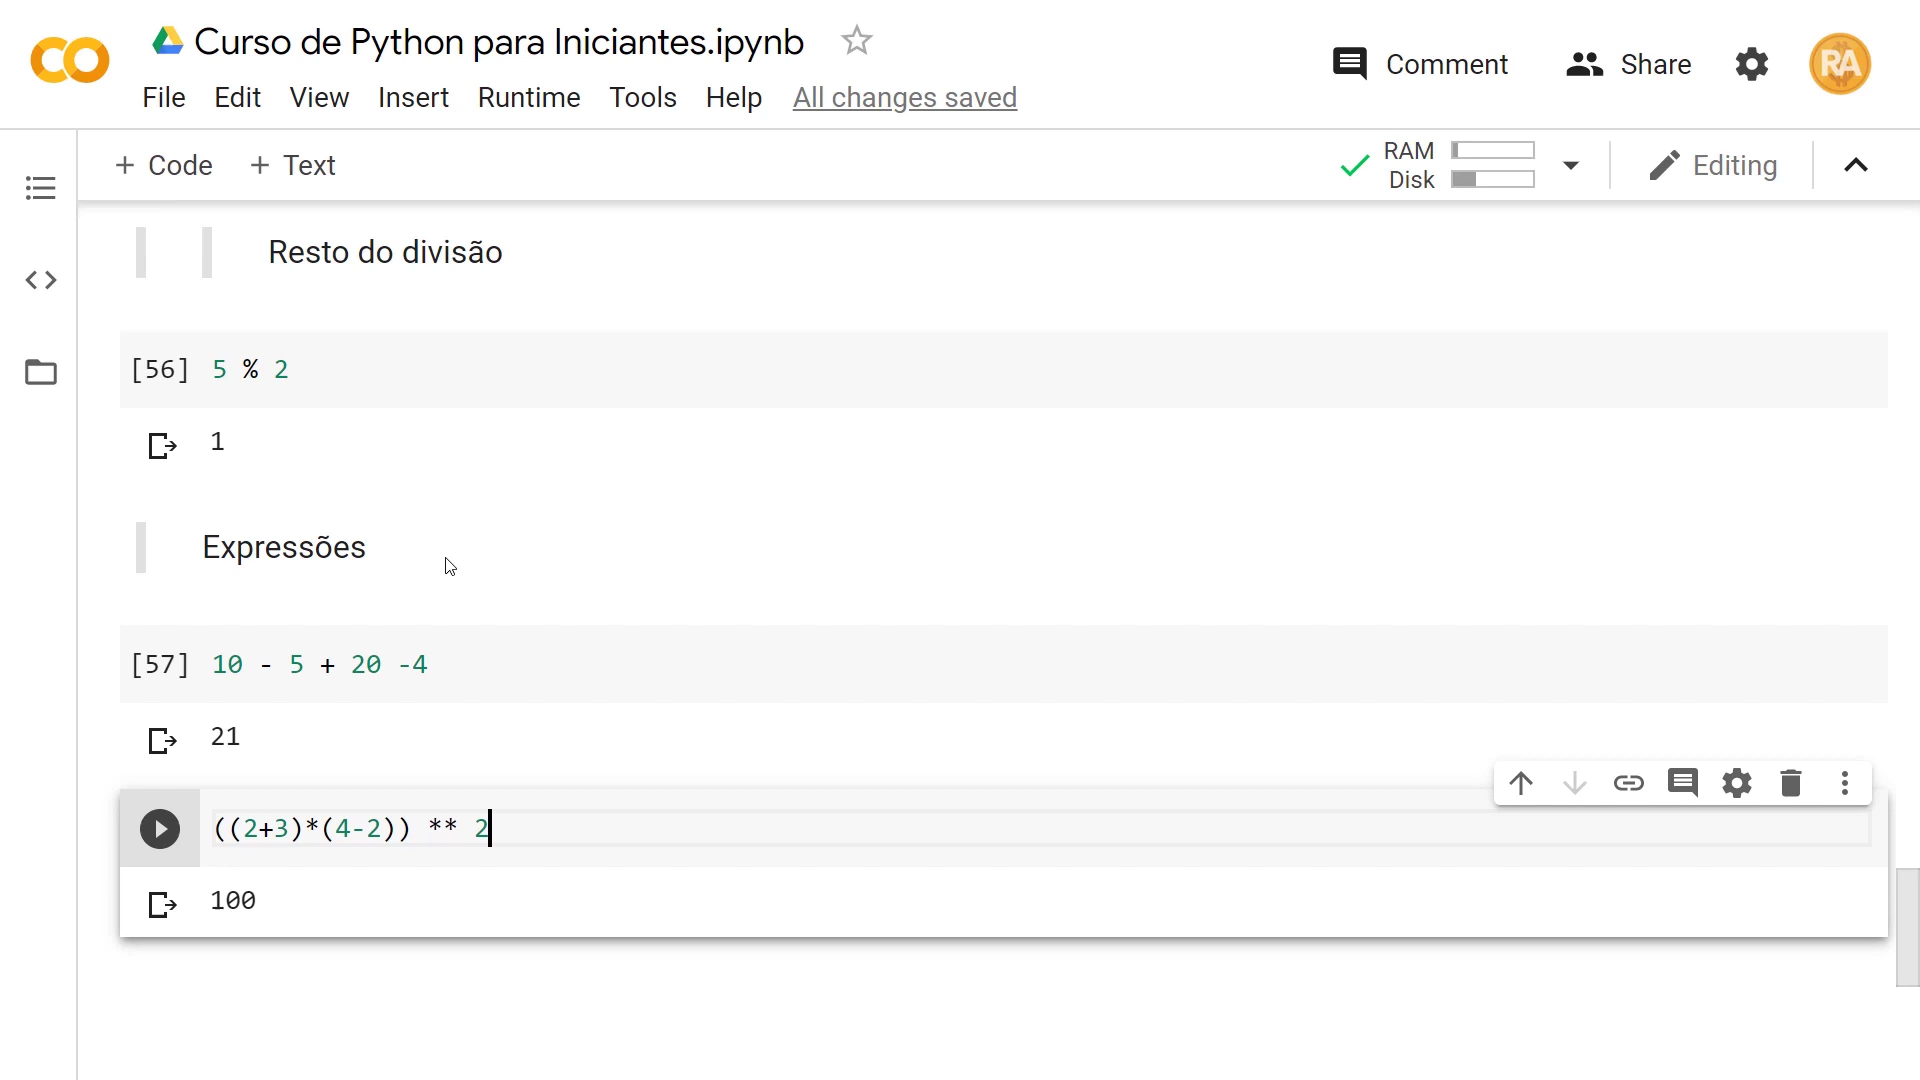 Curso de Python para Iniciantes.ipynb
Comment
Share
RA
File Edit View Insert Runtime Tools Help All changes saved
+ Code + Text
RAM
Disk
Editing
Resto do divisão
[56] 5 % 2
1
Expressões
[57] 10 - 5 + 20 -4
21
((2+3)*(4-2)) ** 2
100